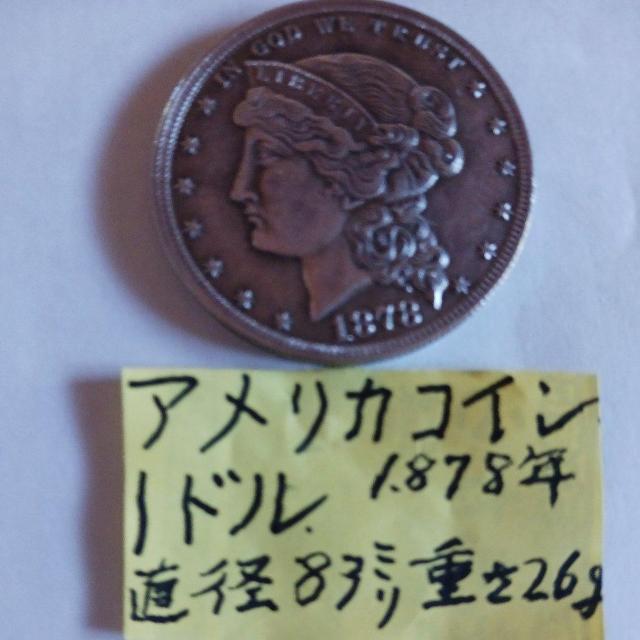 IN GOD WE TRUST
LIBERTY
1878
アメリカコイン
1ドル 1878年
直径83ミリ重さ26g